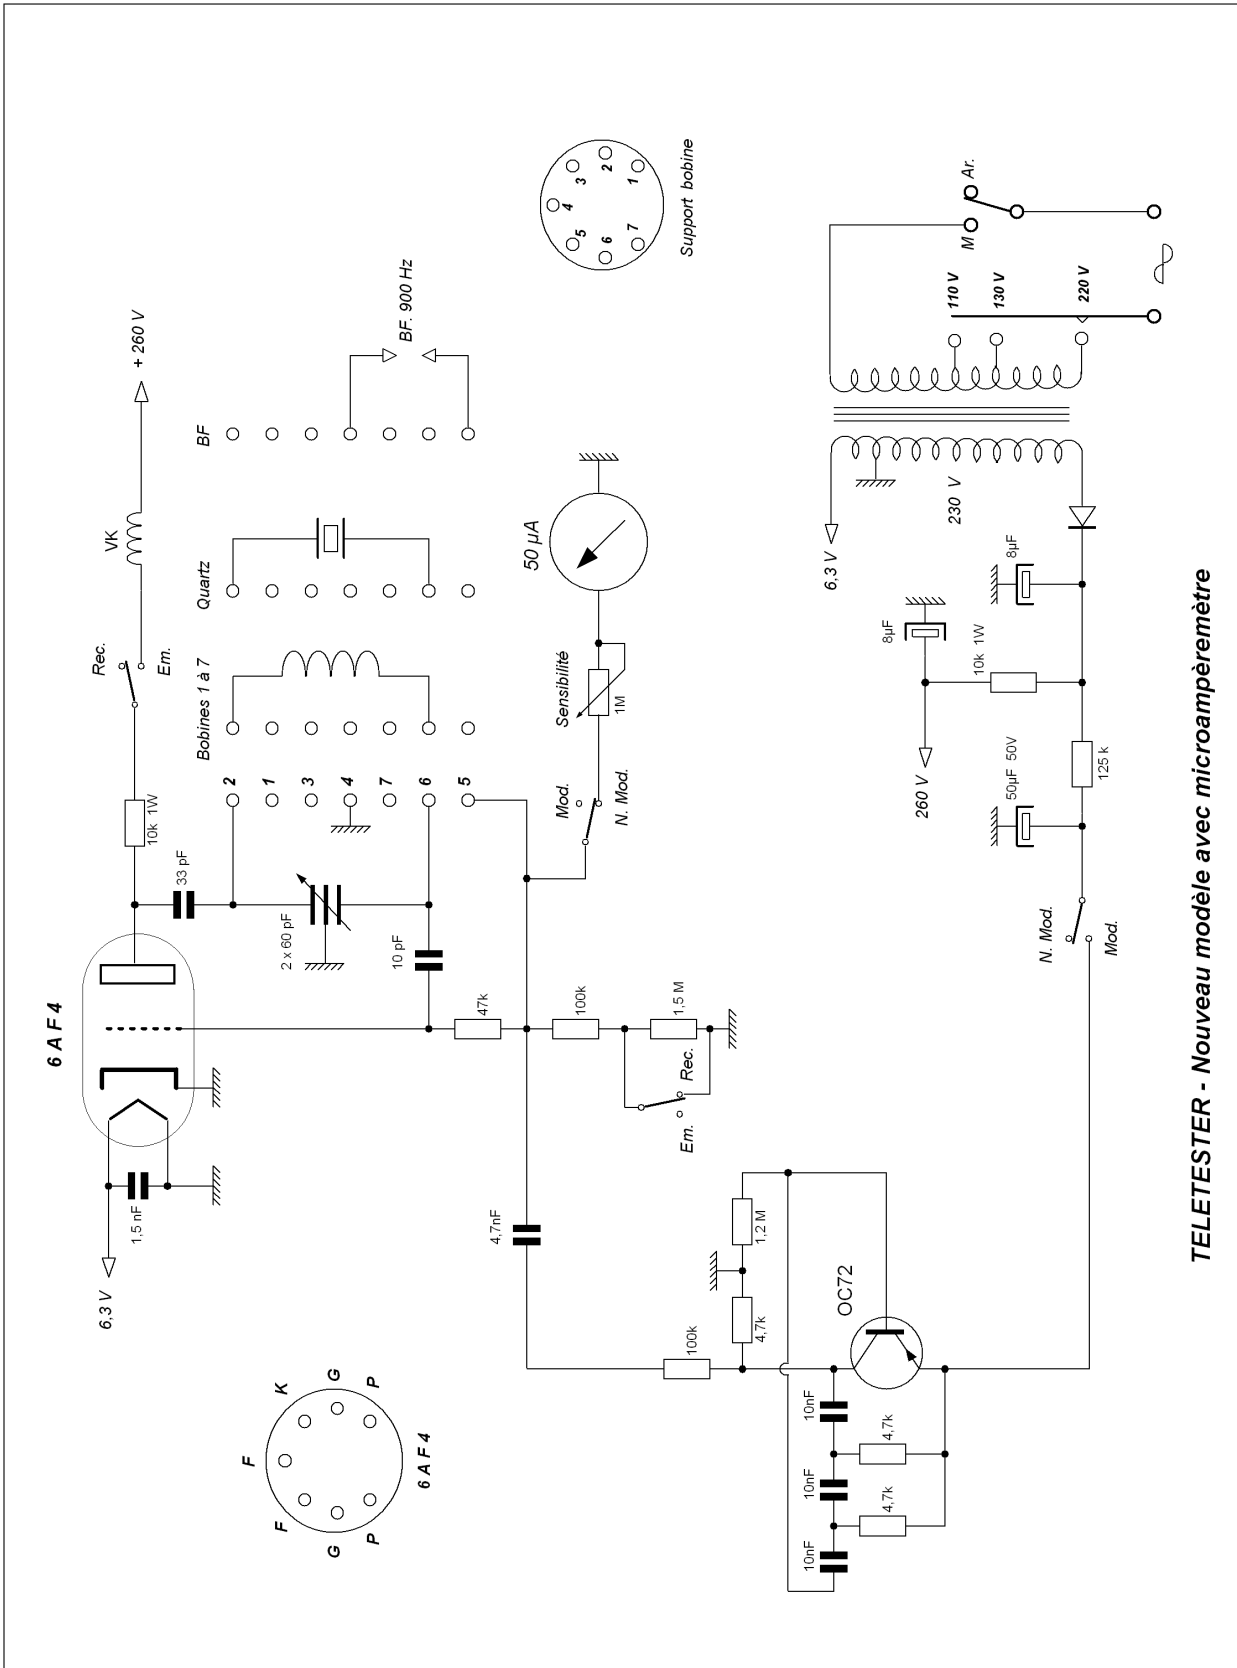 6 A F 4
6,3 V
1,5 nF
33 pF
10k 1W
Rec.
Em.
VK
+ 260 V
2 x 60 pF
10 pF
47k
100k
1,5 M
Em.
Rec.
2
1
3
4
7
6
5
Bobines 1 à 7
Quartz
BF
BF. 900 Hz
Mod.
N. Mod.
Sensibilité
1M
50 µA
4
3
5
2
6
1
7
Support bobine
F
F
K
G
G
P
P
6 A F 4
4,7nF
100k
4,7k
1,2 M
OC72
10nF
10nF
10nF
4,7k
4,7k
N. Mod.
Mod.
50µF 50V
125 k
260 V
10k 1W
8µF
8µF
6,3 V
230 V
110 V
130 V
220 V
M
Ar.
TELETESTER - Nouveau modèle avec microampèremètre